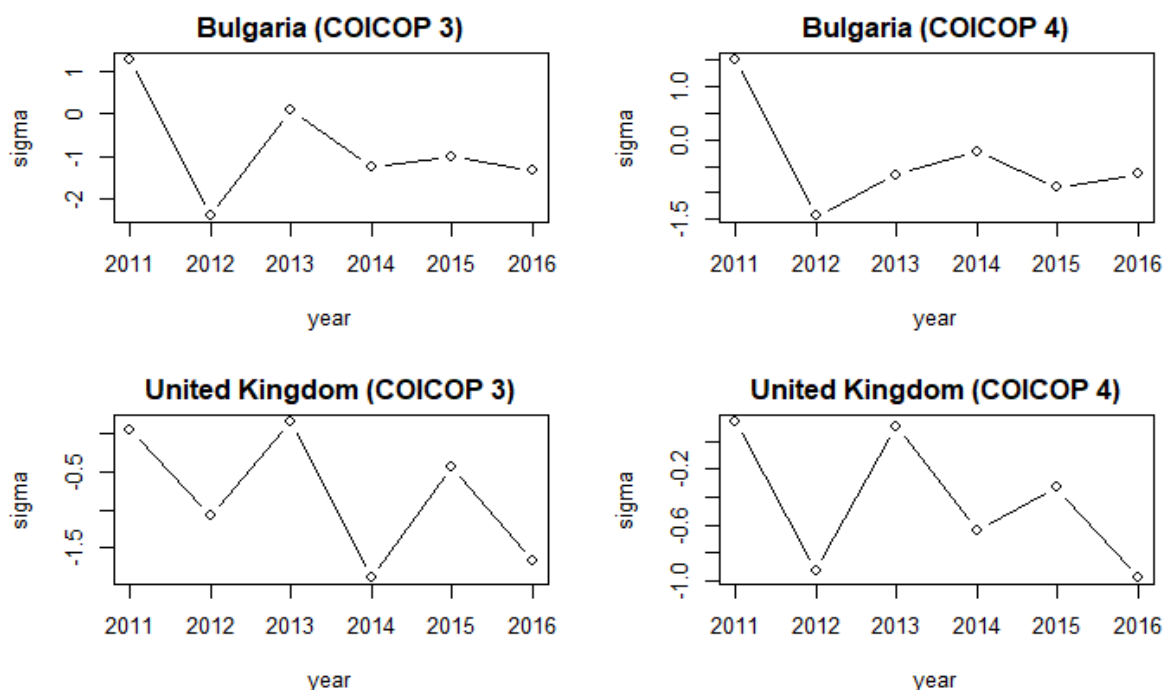 Bulgaria (COICOP 3)
sigma
1
0
-1
-2
2011 2012 2013 2014 2015 2016
year
Bulgaria (COICOP 4)
sigma
1.0
0.0
-1.5
2011 2012 2013 2014 2015 2016
year
United Kingdom (COICOP 3)
sigma
-0.5
-1.5
2011 2012 2013 2014 2015 2016
year
United Kingdom (COICOP 4)
sigma
-0.2
-0.6
-1.0
2011 2012 2013 2014 2015 2016
year